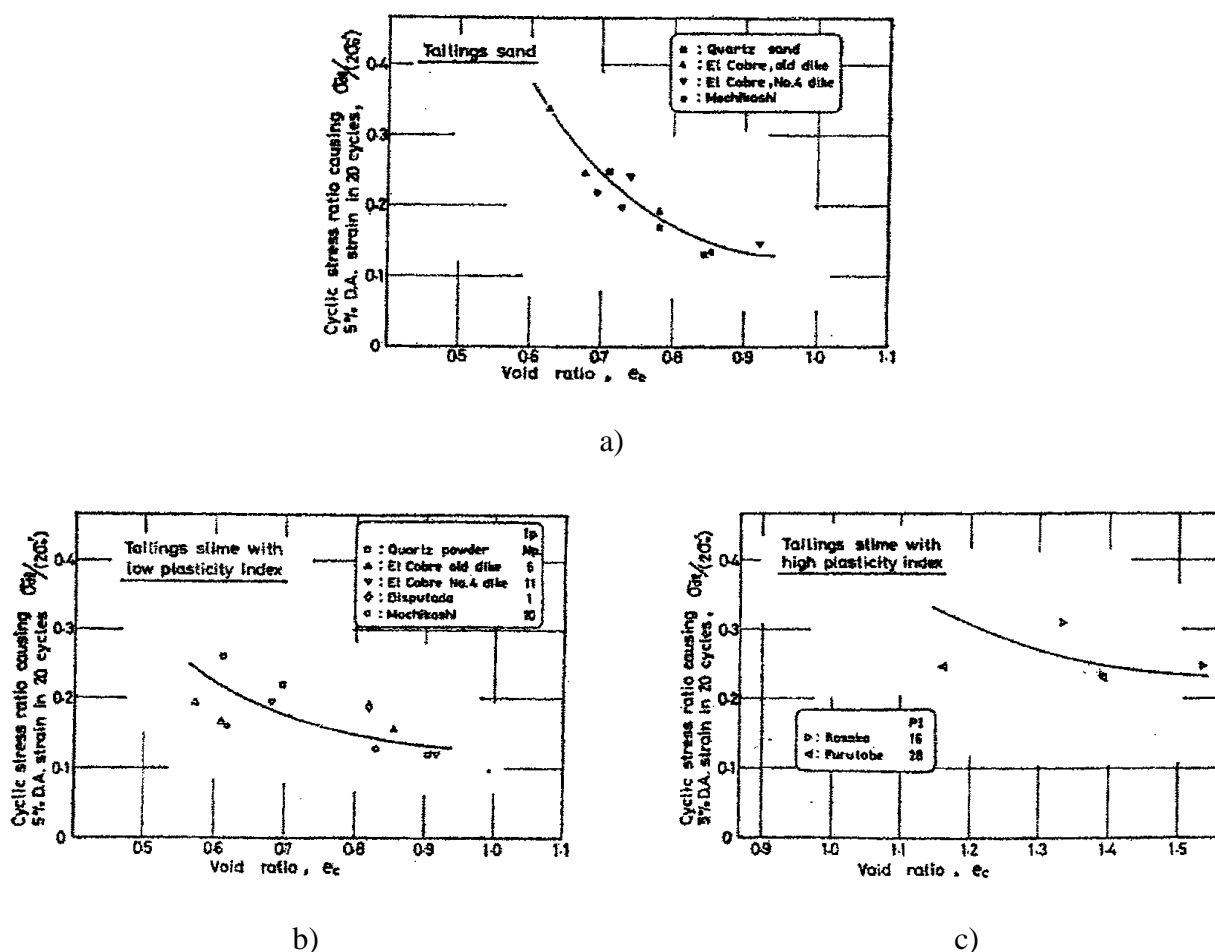 Tailings sand
■ : Quartz sand
▲ : El Cobre, old dike
▼ : El Cobre, No.4 dike
● : Mochikoshi
Cyclic stress ratio causing
5% D.A. strain in 20 cycles,
0.4
0.3
0.2
0.1
0
0.5 0.6 0.7 0.8 0.9 1.0 1.1
Void ratio , ec
a)
Tailings slime with
low plasticity index
Ip
□ : Quartz powder Np
▲ : El Cobre old dike 6
▼ : El Cobre No.4 dike 11
◊ : Disputada 1
○ : Mochikoshi 10
Cyclic stress ratio causing
5% D.A. strain in 20 cycles
0.4
0.3
0.2
0.1
0
0.5 0.6 0.7 0.8 0.9 1.0 1.1
Void ratio , ec
b)
Tailings slime with
high plasticity index
PI
▷ : 16
◁ : Furutobe 28
Cyclic stress ratio causing
5% D.A. strain in 20 cycles,
0.4
0.3
0.2
0.1
0
0.9 1.0 1.1 1.2 1.3 1.4 1.5
Void ratio , ec
c)